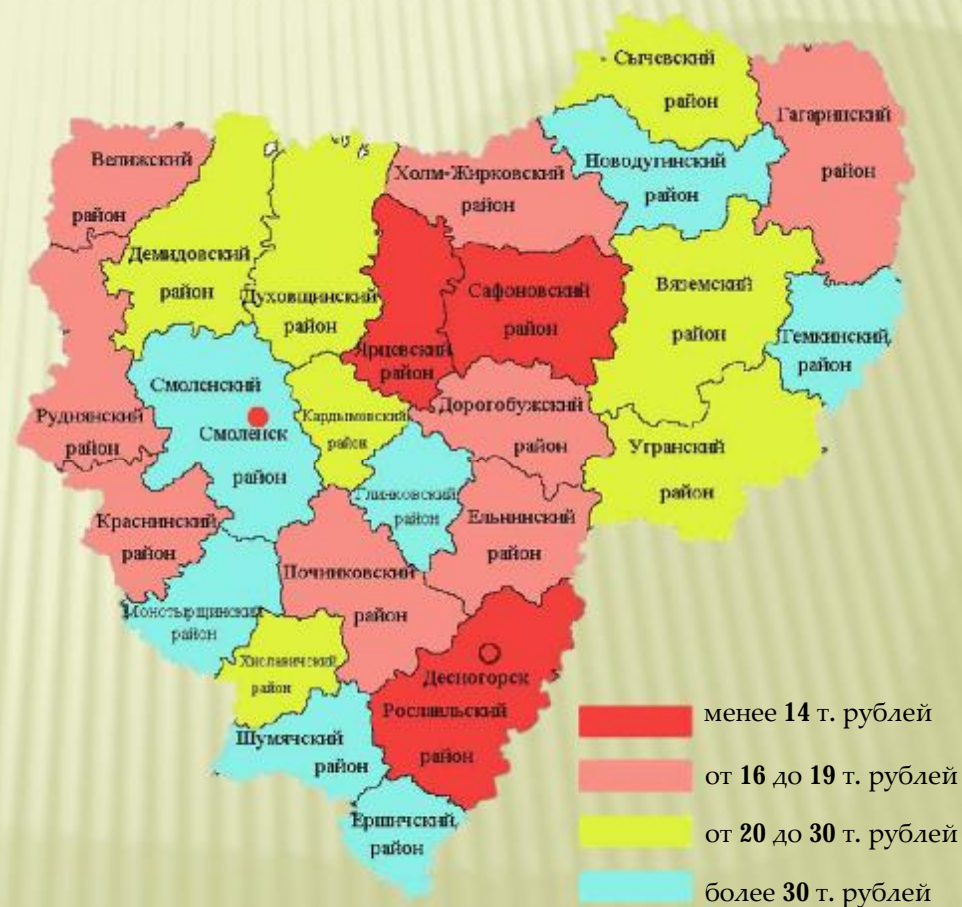 Сычевский
район
Гагаринский
район
Новодугинский
район
Холм-Жирковский
район
Велижский
район
Демидовский
район
Духовщинский
район
Ярцевский
район
Сафоновский
район
Вяземский
район
Темкинский
район
Смоленский
Смоленск
район
Руднянский
район
Кардымовский
район
Дорогобужский
район
Угранский
район
Глинковский
район
Ельнинский
район
Краснинский
район
Починковский
район
Монстырщинский
район
Хиславичский
район
Десногорск
Рославльский
район
Шумячский
район
Ершичский
район
менее 14 т. рублей
от 16 до 19 т. рублей
от 20 до 30 т. рублей
более 30 т. рублей